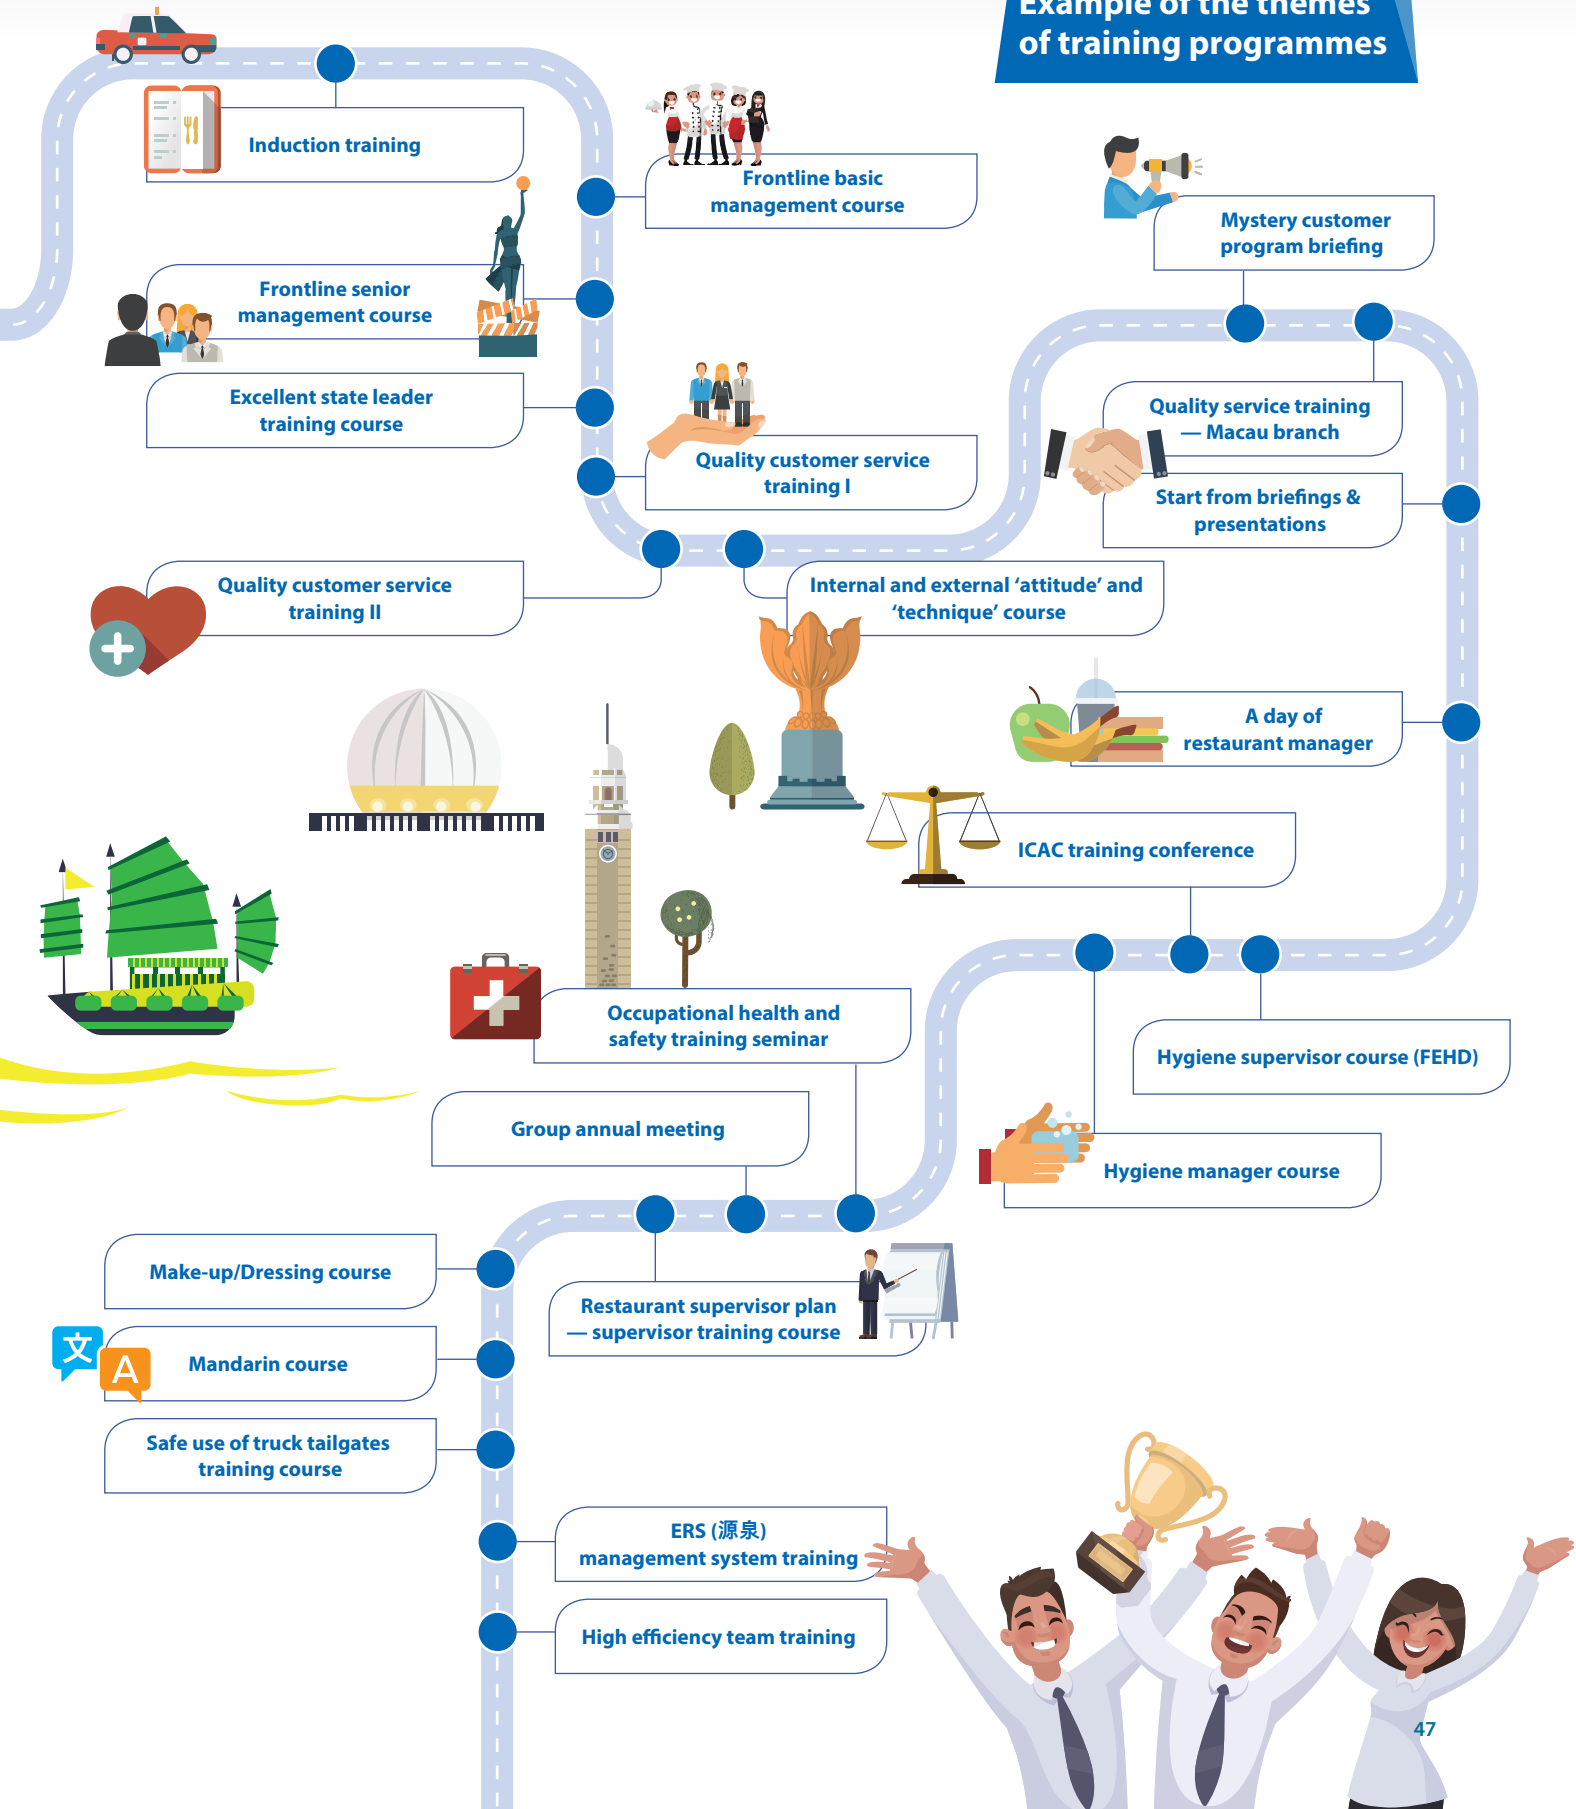 Example of the themes
of training programmes
Induction training
Frontline basic
management course
Mystery customer
program briefing
Frontline senior
management course
Excellent state leader
training course
Quality service training
— Macau branch
Quality customer service
training I
Start from briefings &
presentations
Quality customer service
training II
Internal and external ‘attitude’ and
‘technique’ course
A day of
restaurant manager
ICAC training conference
Occupational health and
safety training seminar
Hygiene supervisor course (FEHD)
Group annual meeting
Hygiene manager course
Make-up/Dressing course
Restaurant supervisor plan
— supervisor training course
文
A
Mandarin course
Safe use of truck tailgates
training course
ERS (源泉)
management system training
High efficiency team training
47